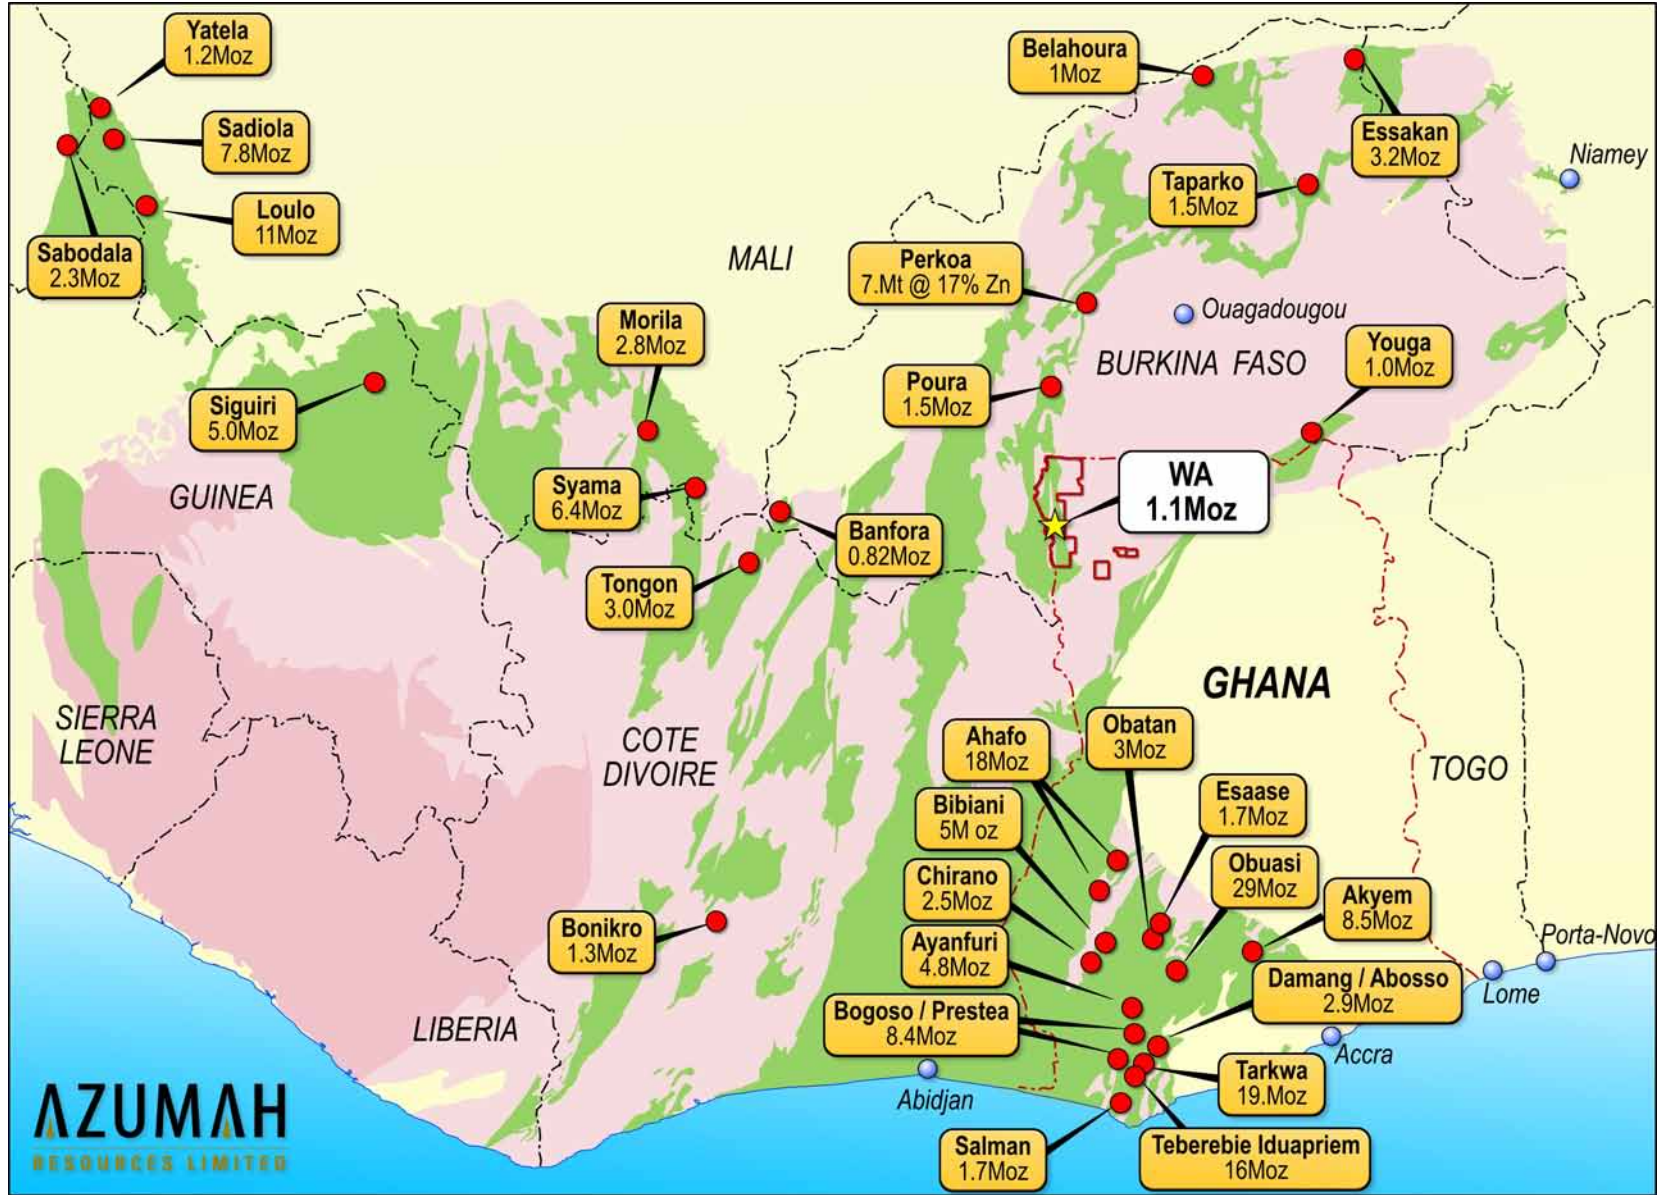 Yatela
1.2Moz
Sadiola
7.8Moz
Loulo
11Moz
Sabodala
2.3Moz
Belahoura
1Moz
Essakan
3.2Moz
Niamey
Taparko
1.5Moz
MALI
Perkoa
7.Mt @ 17% Zn
Ouagadougou
Morila
2.8Moz
BURKINA FASO
Youga
1.0Moz
Siguiri
5.0Moz
Poura
1.5Moz
GUINEA
Syama
6.4Moz
WA
1.1Moz
Banfora
0.82Moz
Tongon
3.0Moz
GHANA
SIERRA
LEONE
COTE
DIVOIRE
Ahafo
18Moz
Obatan
3Moz
TOGO
Bibiani
5M oz
Esaase
1.7Moz
Chirano
2.5Moz
Obuasi
29Moz
Akyem
8.5Moz
Bonikro
1.3Moz
Ayanfuri
4.8Moz
Porta-Novo
Damang / Abosso
2.9Moz
Lome
Bogoso / Prestea
8.4Moz
LIBERIA
Accra
Abidjan
Tarkwa
19.Moz
Salman
1.7Moz
Teberebie Iduapriem
16Moz
AZUMAH
RESOURCES LIMITED